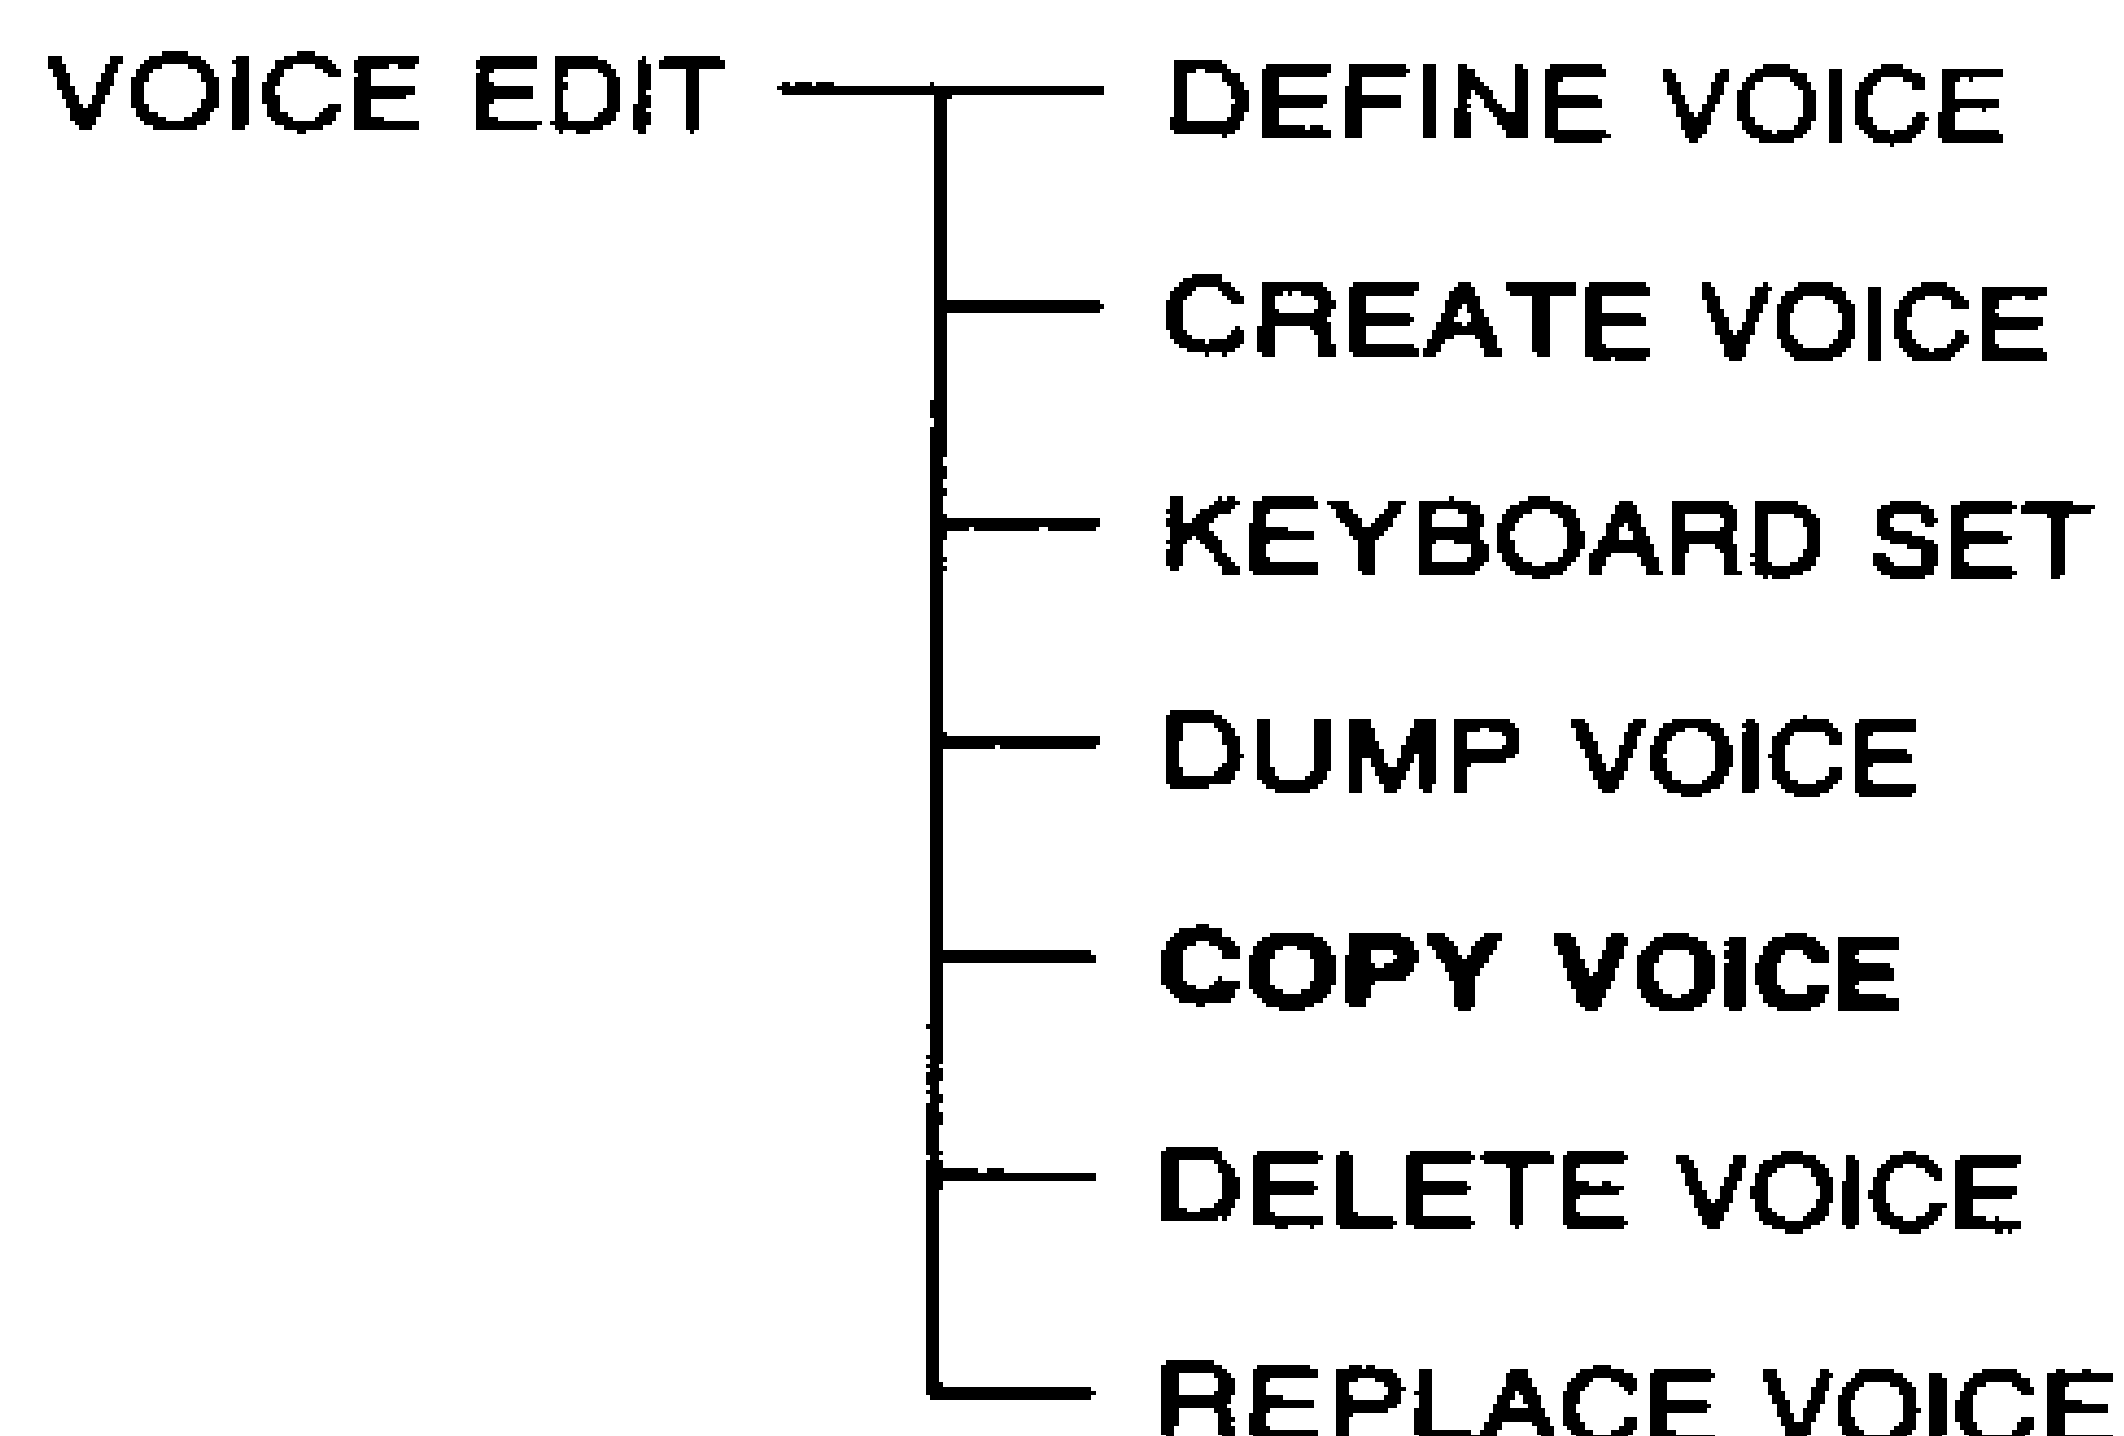 VOICE EDIT DEFINE VOICE
CREATE VOICE
KEYBOARD SET
DUMP VOICE
COPY VOICE
DELETE VOICE
REPLACE VOICE